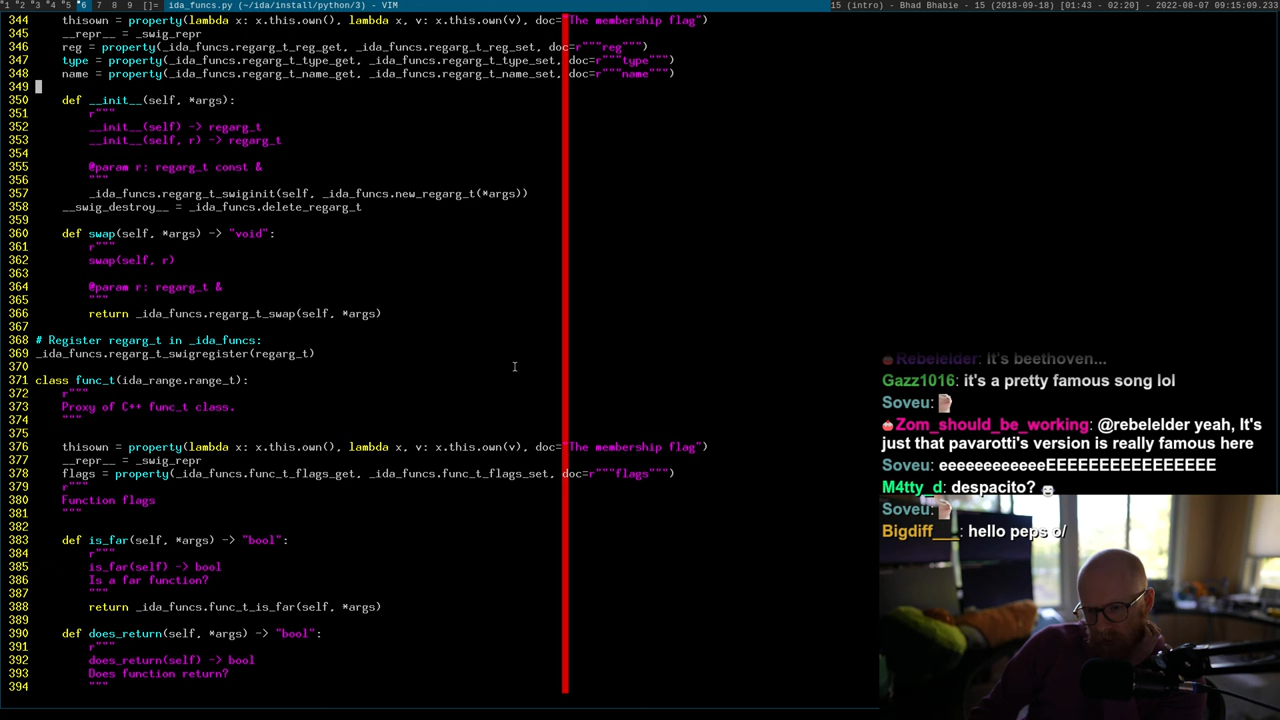 1 2 3 4 5 6 7 8 9 []= ida_funcs.py (~/ida/install/python/3) - VIM 15 (intro) - Bhad Bhabie - 15 (2018-09-18) [01:43 - 02:20] - 2022-08-07 09:15:09.233
344 thisown = property(lambda x: x.this.own(), lambda x, v: x.this.own(v), doc="The membership flag")
345 __repr__ = _swig_repr
346 reg = property(_ida_funcs.regarg_t_reg_get, _ida_funcs.regarg_t_reg_set, doc=r"""reg""")
347 type = property(_ida_funcs.regarg_t_type_get, _ida_funcs.regarg_t_type_set, doc=r"""type""")
348 name = property(_ida_funcs.regarg_t_name_get, _ida_funcs.regarg_t_name_set, doc=r"""name""")
349
350 def __init__(self, *args):
351 r"""
352 __init__(self) -> regarg_t
353 __init__(self, r) -> regarg_t
354
355 @param r: regarg_t const &
356 """
357 _ida_funcs.regarg_t_swiginit(self, _ida_funcs.new_regarg_t(*args))
358 __swig_destroy__ = _ida_funcs.delete_regarg_t
359
360 def swap(self, *args) -> "void":
361 r"""
362 swap(self, r)
363
364 @param r: regarg_t &
365 """
366 return _ida_funcs.regarg_t_swap(self, *args)
367
368 # Register regarg_t in _ida_funcs:
369 _ida_funcs.regarg_t_swigregister(regarg_t)
370
371 class func_t(ida_range.range_t):
372 r"""
373 Proxy of C++ func_t class.
374 """
375
376 thisown = property(lambda x: x.this.own(), lambda x, v: x.this.own(v), doc="The membership flag")
377 __repr__ = _swig_repr
378 flags = property(_ida_funcs.func_t_flags_get, _ida_funcs.func_t_flags_set, doc=r"""flags""")
379 r"""
380 Function flags
381 """
382
383 def is_far(self, *args) -> "bool":
384 r"""
385 is_far(self) -> bool
386 Is a far function?
387 """
388 return _ida_funcs.func_t_is_far(self, *args)
389
390 def does_return(self, *args) -> "bool":
391 r"""
392 does_return(self) -> bool
393 Does function return?
394 """
Rebelelder: It's beethoven...
Gazz1016: it's a pretty famous song lol
Soveu:
Zom_should_be_working: @rebelelder yeah, It's
just that pavarotti's version is really famous here
Soveu: eeeeeeeeeeeeEEEEEEEEEEEEEEEE
M4tty_d: despacito?
Soveu:
Bigdiff___: hello peps o/